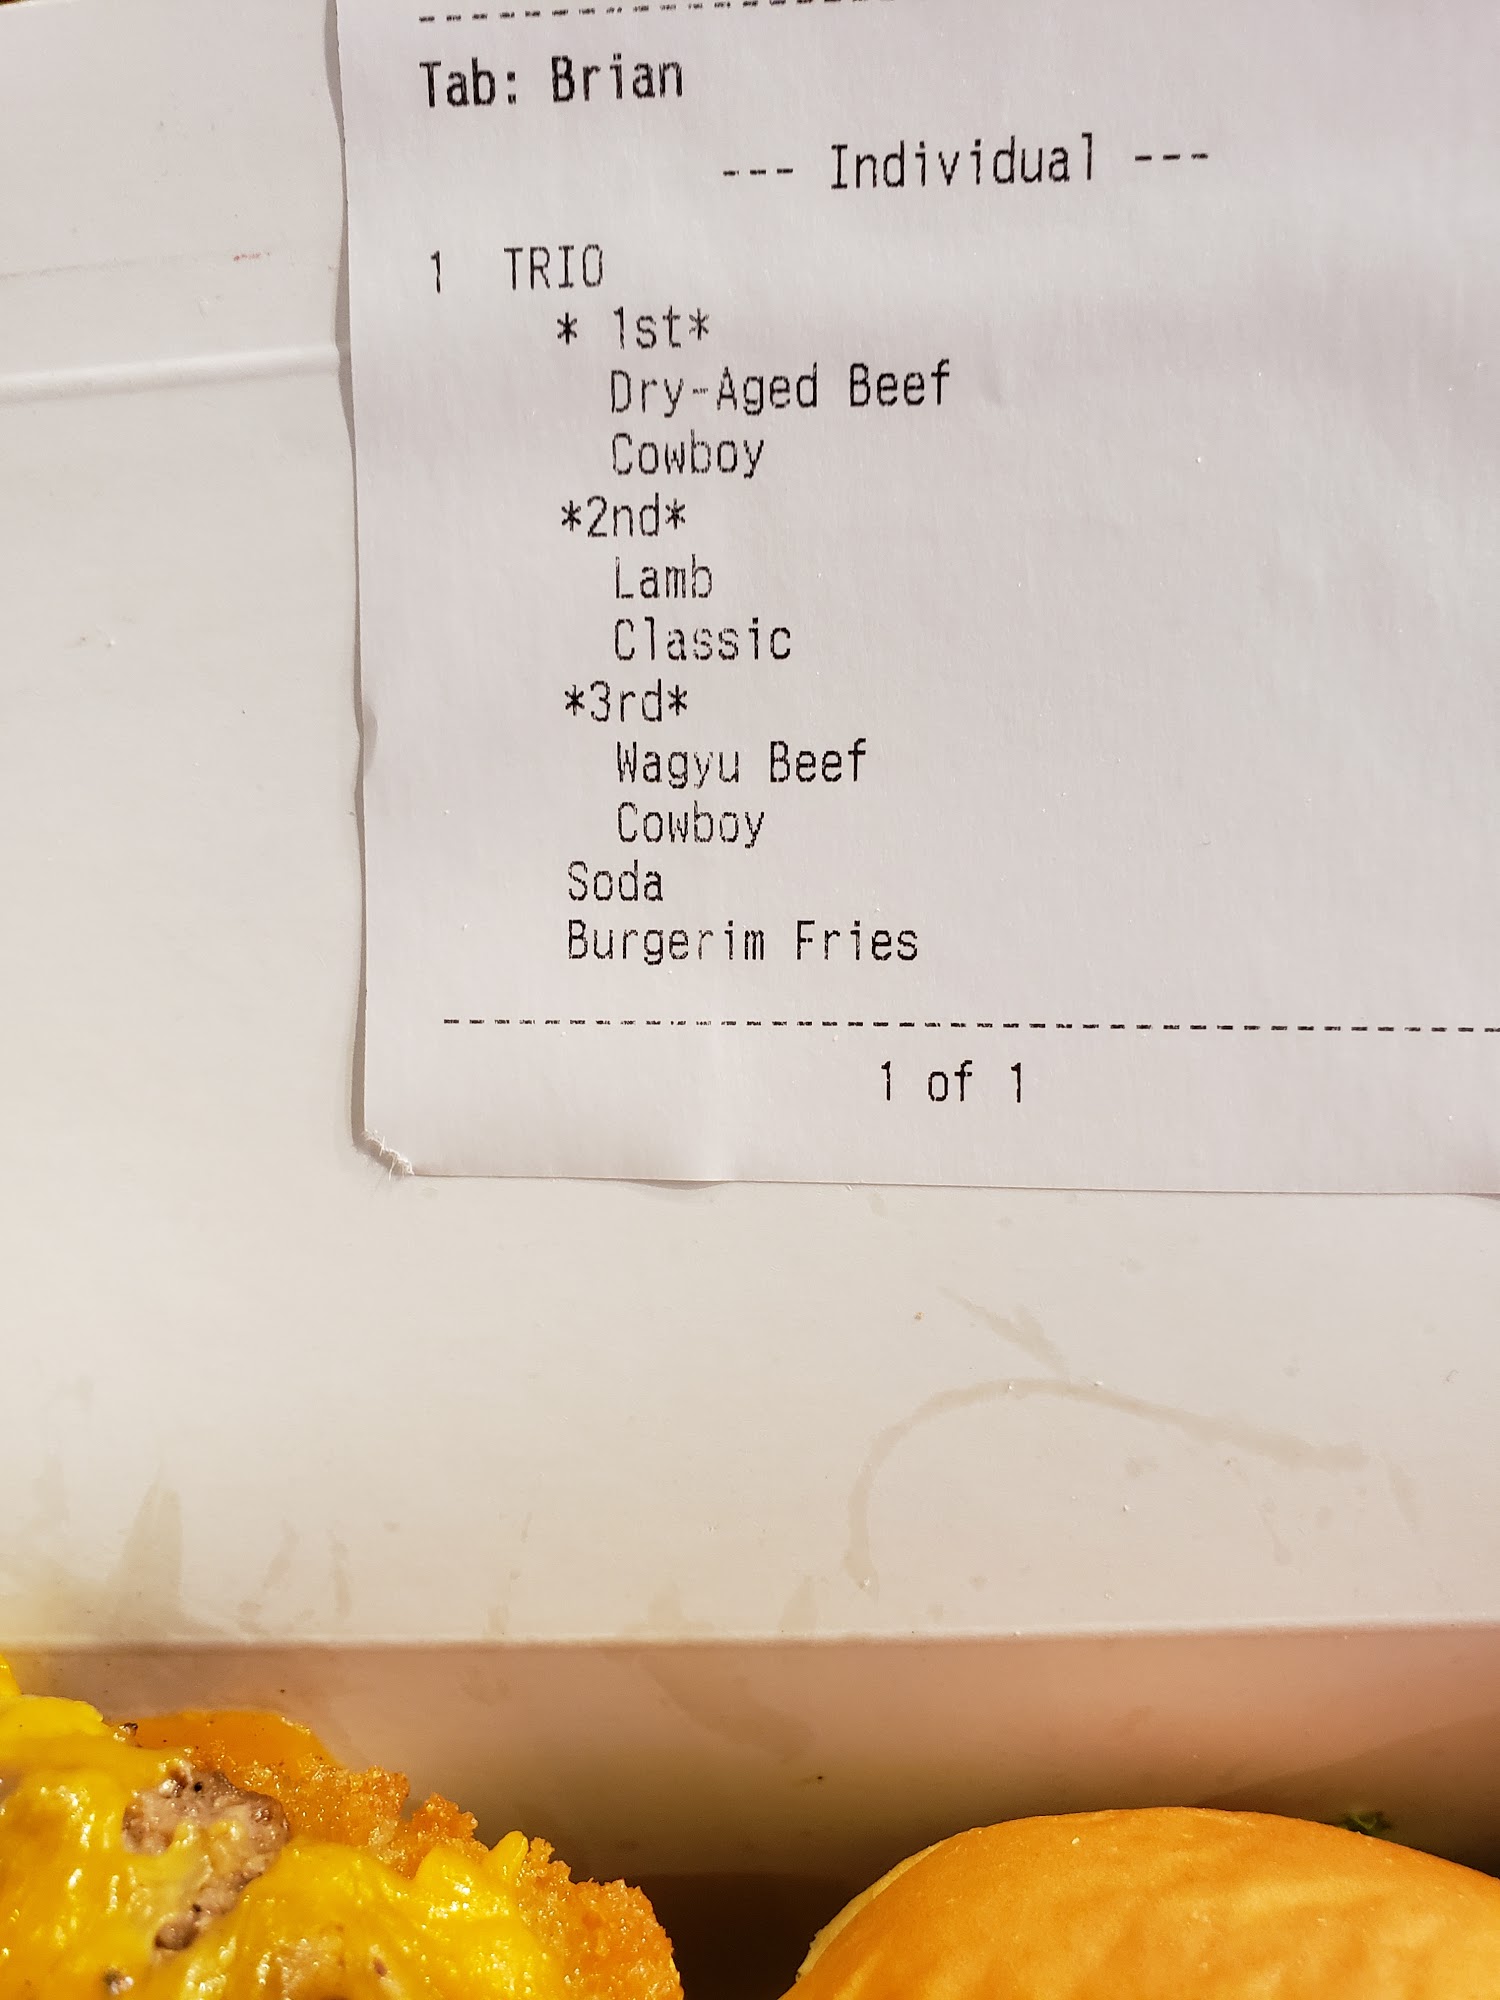 Tab: Brian
--- Individual ---
1 TRIO
* 1st*
Dry-Aged Beef
Cowboy
*2nd*
Lamb
Classic
*3rd*
Wagyu Beef
Cowboy
Soda
Burgerim Fries
1 of 1